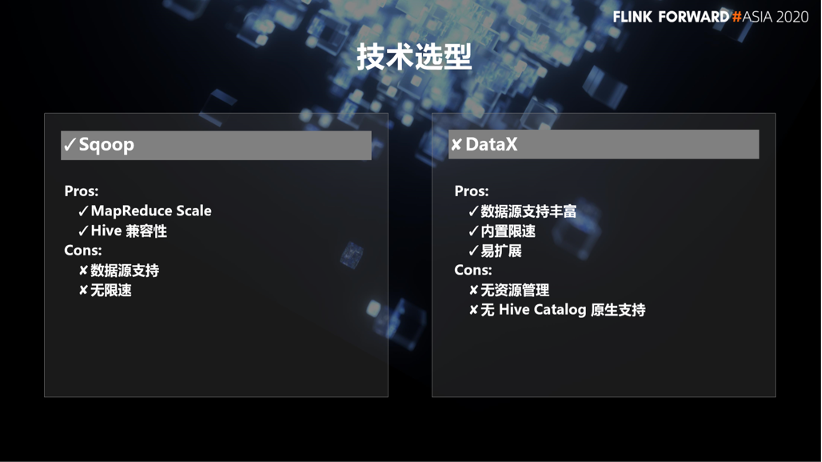 FLINK FORWARD #ASIA 2020
技术选型
✓Sqoop
Pros:
✓MapReduce Scale
✓Hive 兼容性
Cons:
✘数据源支持
✘无限速
✘DataX
Pros:
✓数据源支持丰富
✓内置限速
✓易扩展
Cons:
✘无资源管理
✘无 Hive Catalog 原生支持